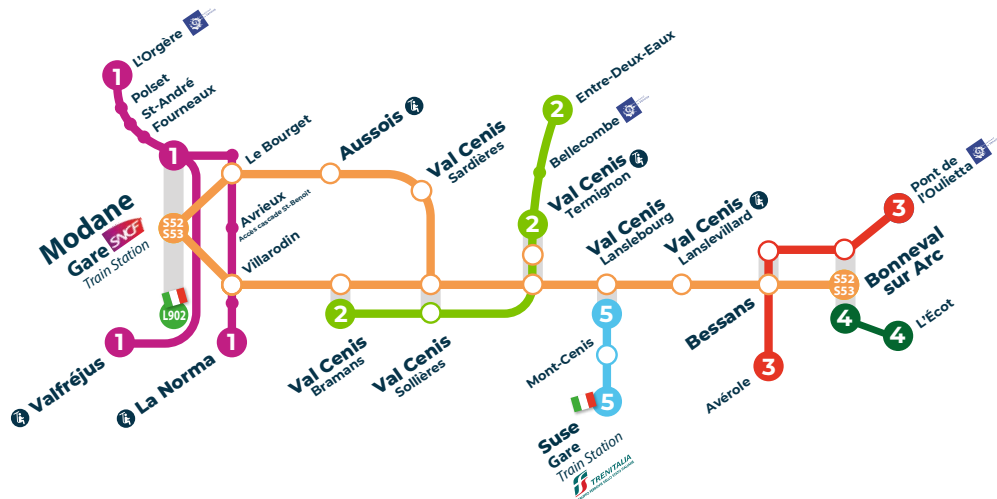 L'Orgère
1
Polset
St-André
Fourneaux
1
Le Bourget
Aussois
Val Cenis
Sardières
Entre-Deux-Eaux
2
Bellecombe
Val Cenis
Termignon
2
Val Cenis
Lanslebourg
Val Cenis
Lanslevillard
Pont de
l'Oulietta
3
Modane
Gare
SNCF
Train Station
S52
S53
Avrieux
Accès cascade St-Benoît
Villarodin
L902
S52
S53
Bonneval
sur Arc
1
Valfréjus
1
La Norma
2
Val Cenis
Bramans
Val Cenis
Sollières
5
Mont-Cenis
5
Suse
Gare
Train Station
TRENITALIA
Bessans
3
Avérole
4
4
L'Écot